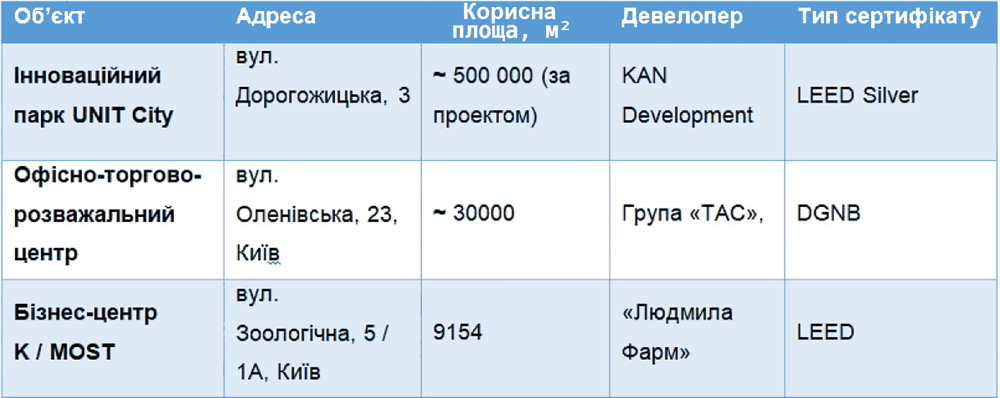 Об’єкт
Адреса
Корисна
площа, м²
Девелопер
Тип сертифікату
Інноваційний
парк UNIT City
вул.
Дорогожицька, 3
~ 500 000 (за
проектом)
KAN
Development
LEED Silver
Офісно-торгово-
розважальний
центр
вул.
Оленівська, 23,
Київ
~ 30000
Група «ТАС»,
DGNB
Бізнес-центр
K / MOST
вул.
Зоологічна, 5 /
1А, Київ
9154
«Людмила
Фарм»
LEED